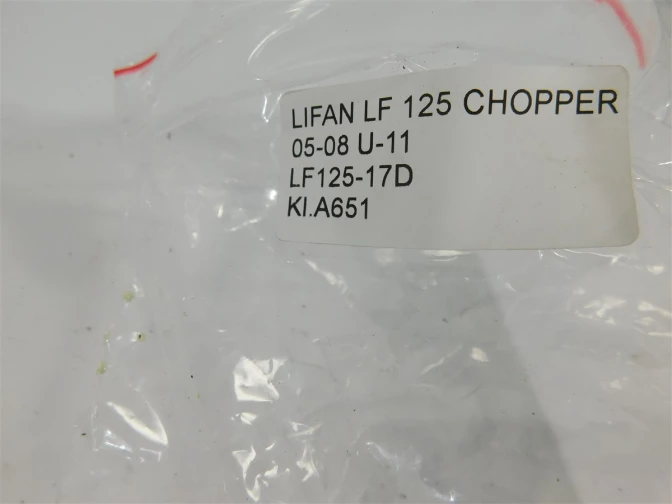 LIFAN LF 125 CHOPPER
05-08 U-11
LF125-17D
KI.A651